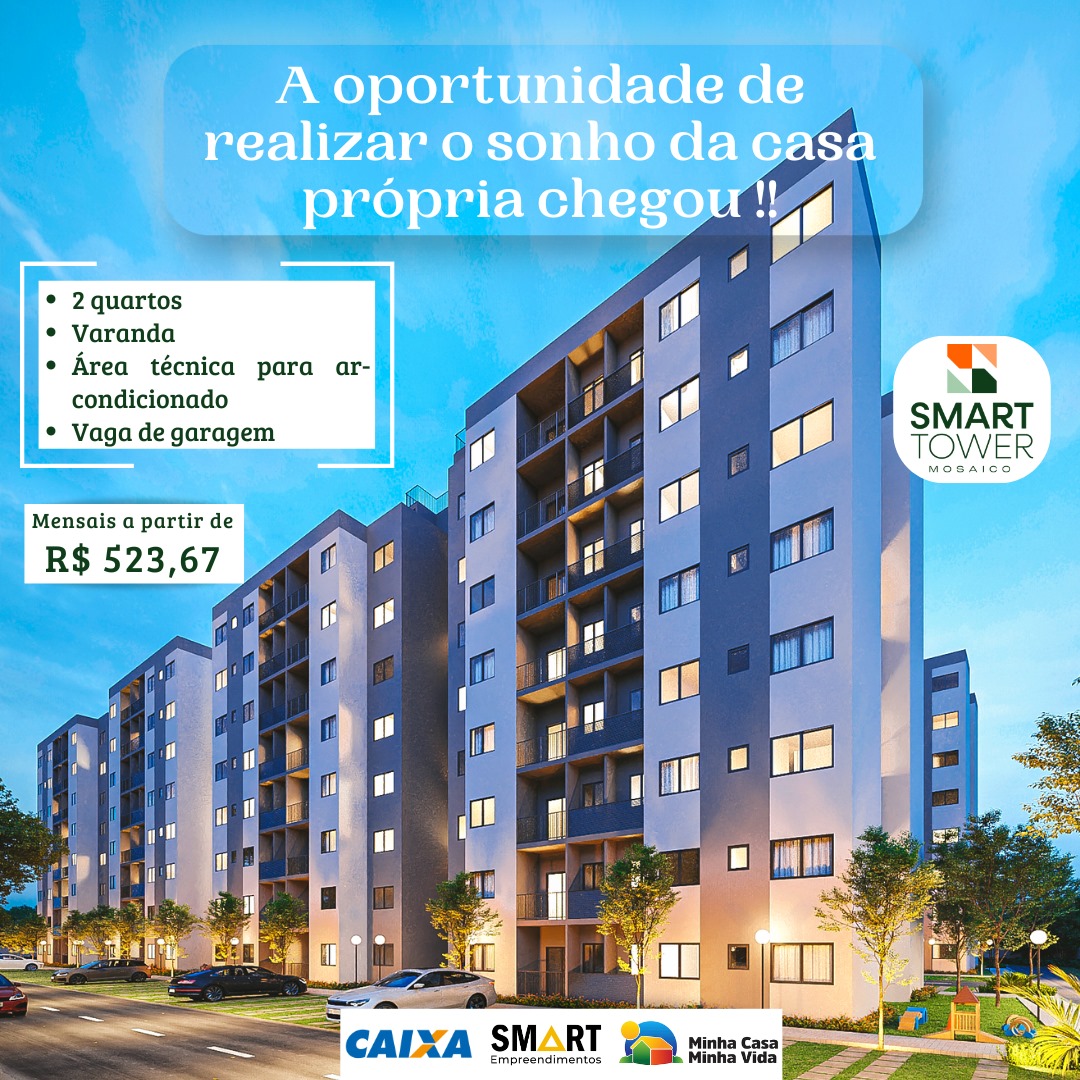 A oportunidade de
realizar o sonho da casa
própria chegou !!
• 2 quartos
• Varanda
• Área técnica para ar-
condicionado
• Vaga de garagem
SMART
TOWER
MOSAICO
Mensais a partir de
R$ 523,67
CAIXA
SMART
Empreendimentos
Minha Casa
Minha Vida